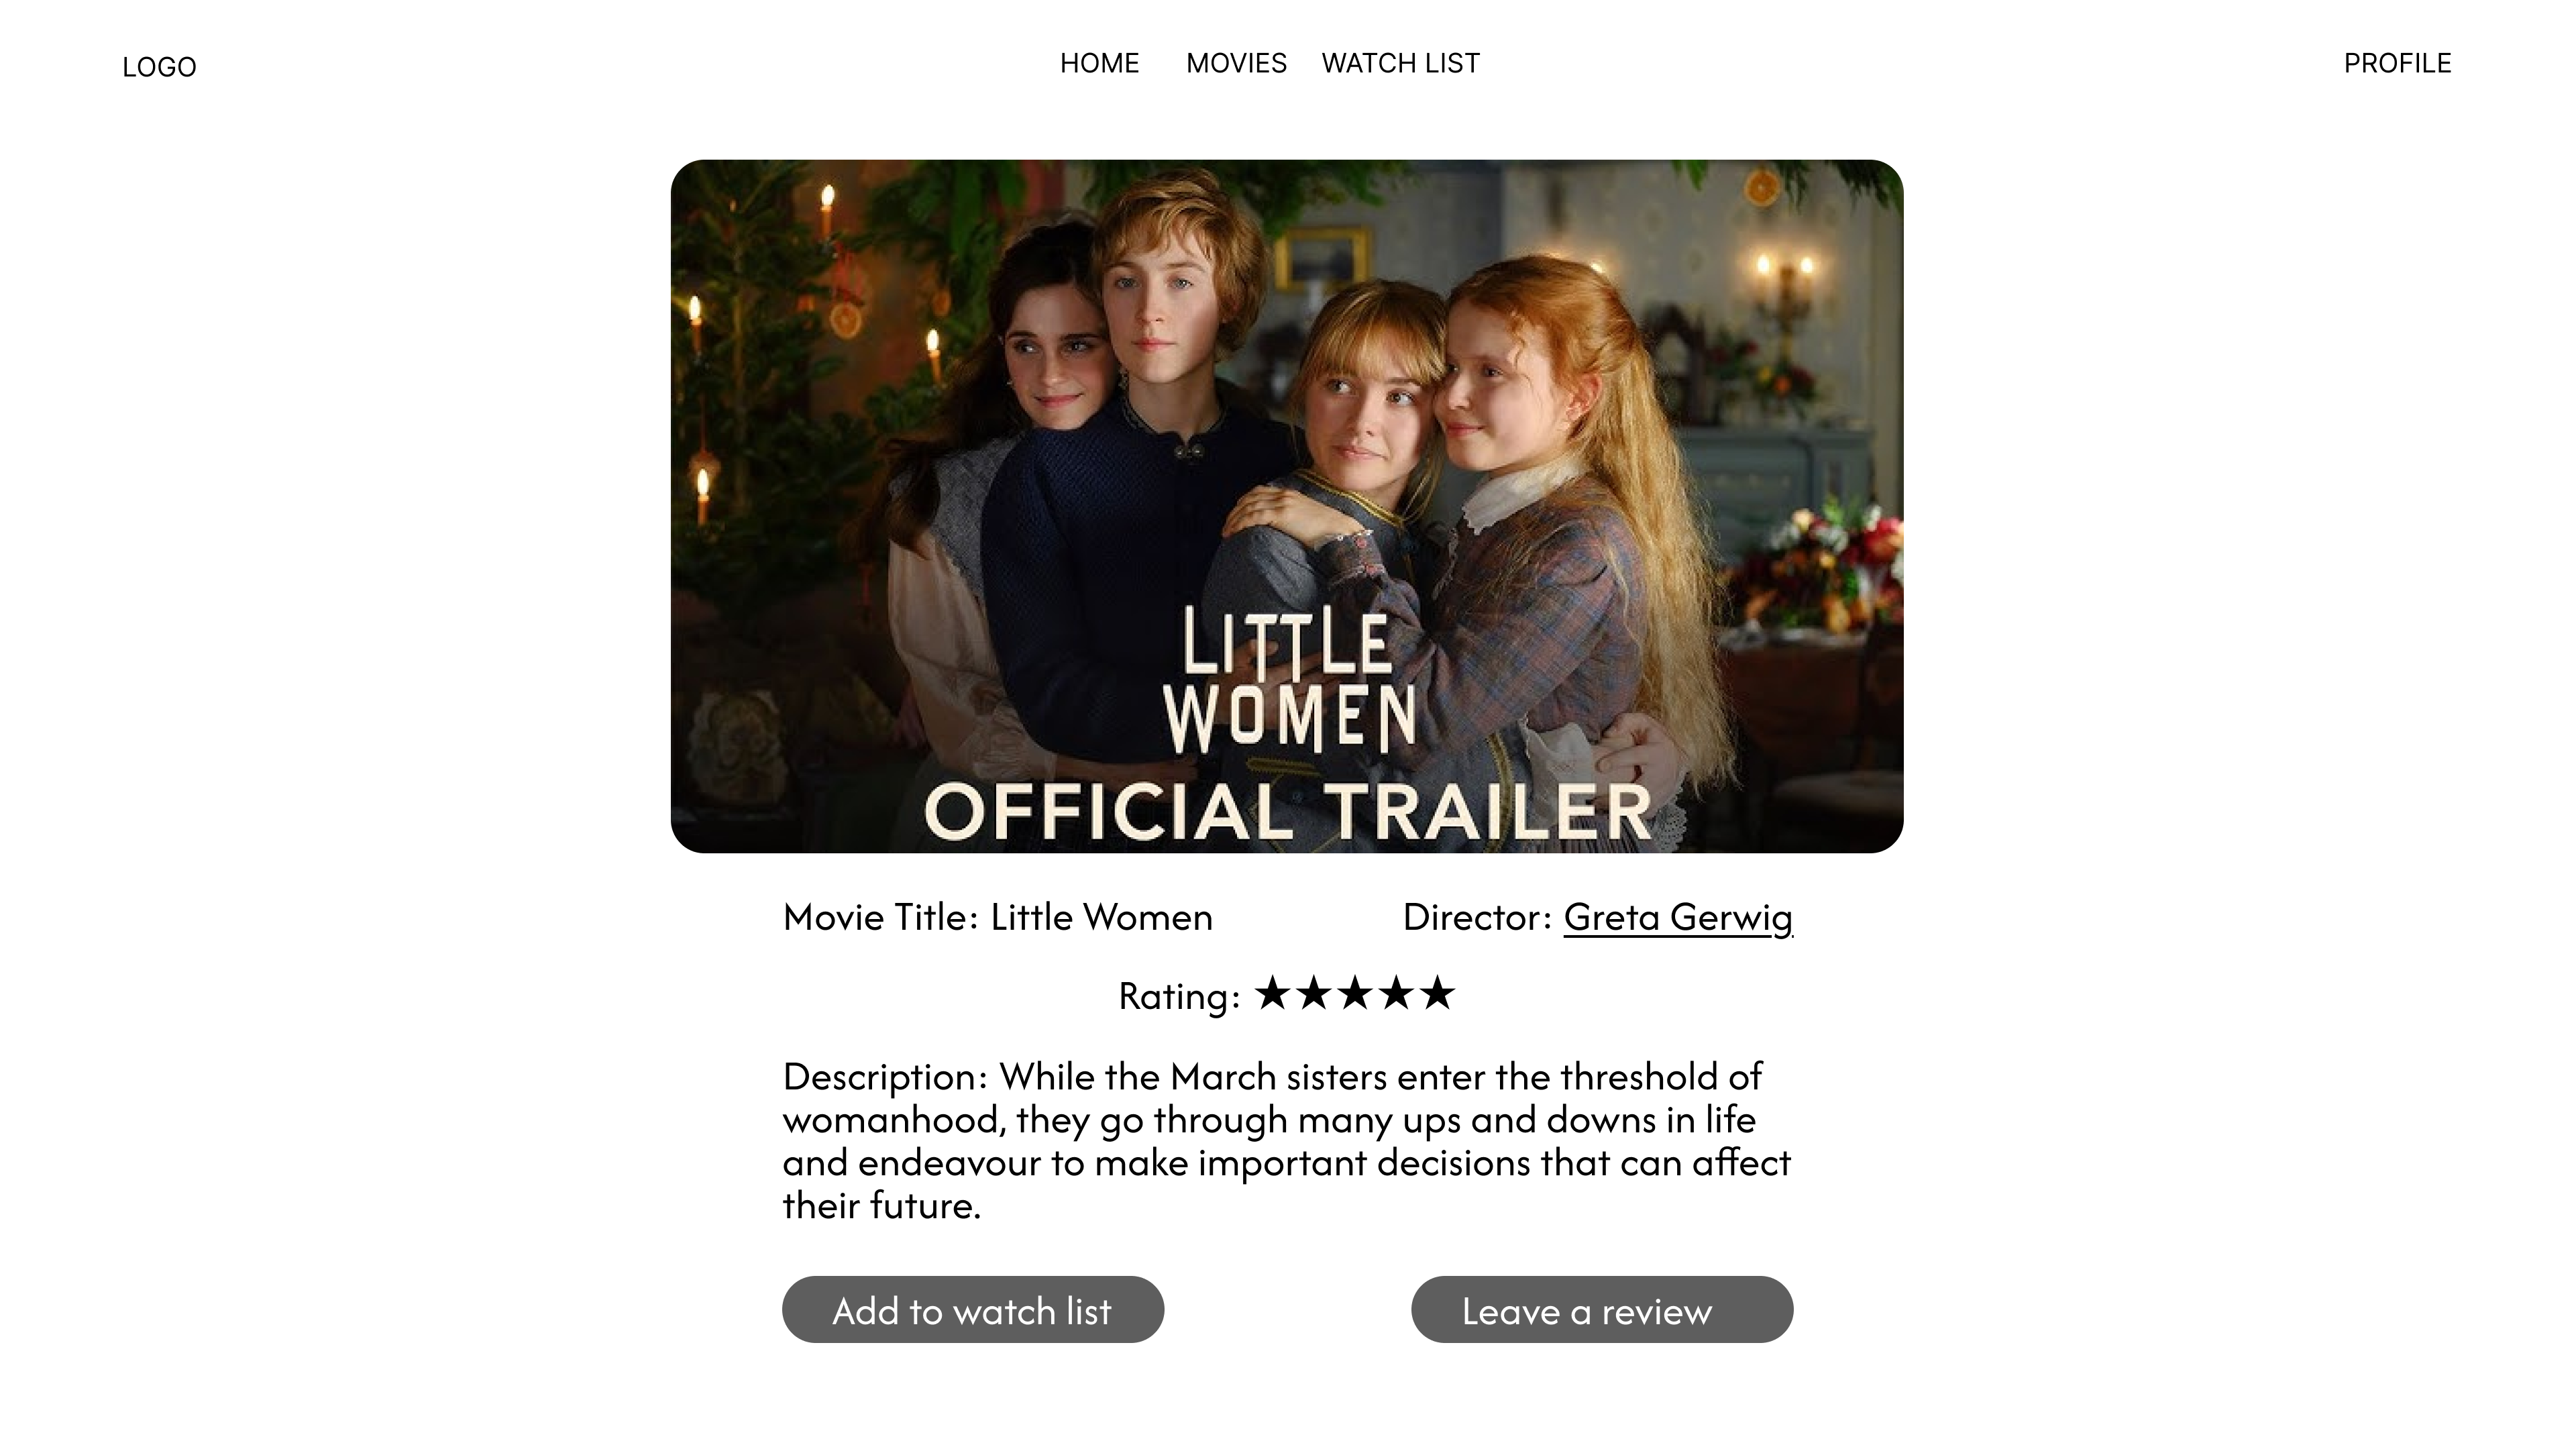 LOGO
HOME MOVIES WATCH LIST
PROFILE
LITTLE
WOMEN
OFFICIAL TRAILER
Movie Title: Little Women
Director: Greta Gerwig
Rating: ★★★★★
Description: While the March sisters enter the threshold of
womanhood, they go through many ups and downs in life
and endeavour to make important decisions that can affect
their future.
Add to watch list
Leave a review